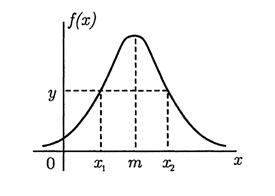 f(x)
y
0 x₁ m x₂ x